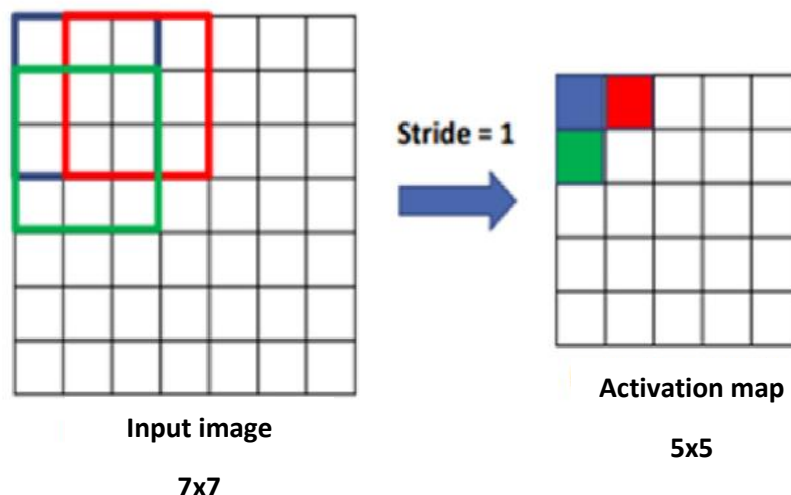 Stride = 1
Input image
7x7
Activation map
5x5